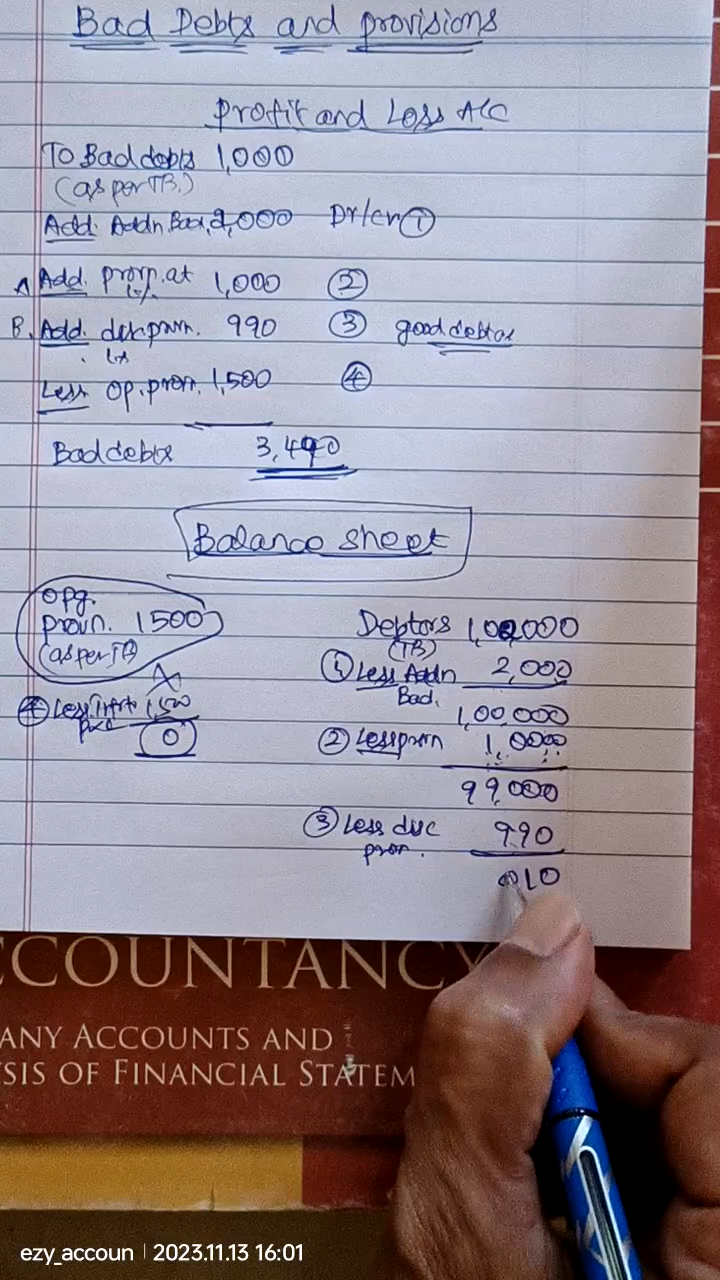 Bad Debts and provisions
Profit and Loss A/C
To Bad debts 1,000
(as per TB.)
Add: Addn Bad. 2,000 Dr/cr ①
A Add. provn. at 1,000 ②
1%
B. Add. disc provn. 990 ③ good debtors
1%
Less Op. provn. 1,500 ④
Bad debts 3,490
Balance sheet
Opg.
provn. 1500
(as per TB)
④ Less 1,500
0
Debtors 1,02,000
(TB)
① Less Addn 2,000
Bad.
1,00,000
② Less provn 1,000
99,000
③ Less disc 990
provn.
010
CCOUNTANCY
ANY ACCOUNTS AND
SIS OF FINANCIAL STATEM
ezy_accoun | 2023.11.13 16:01